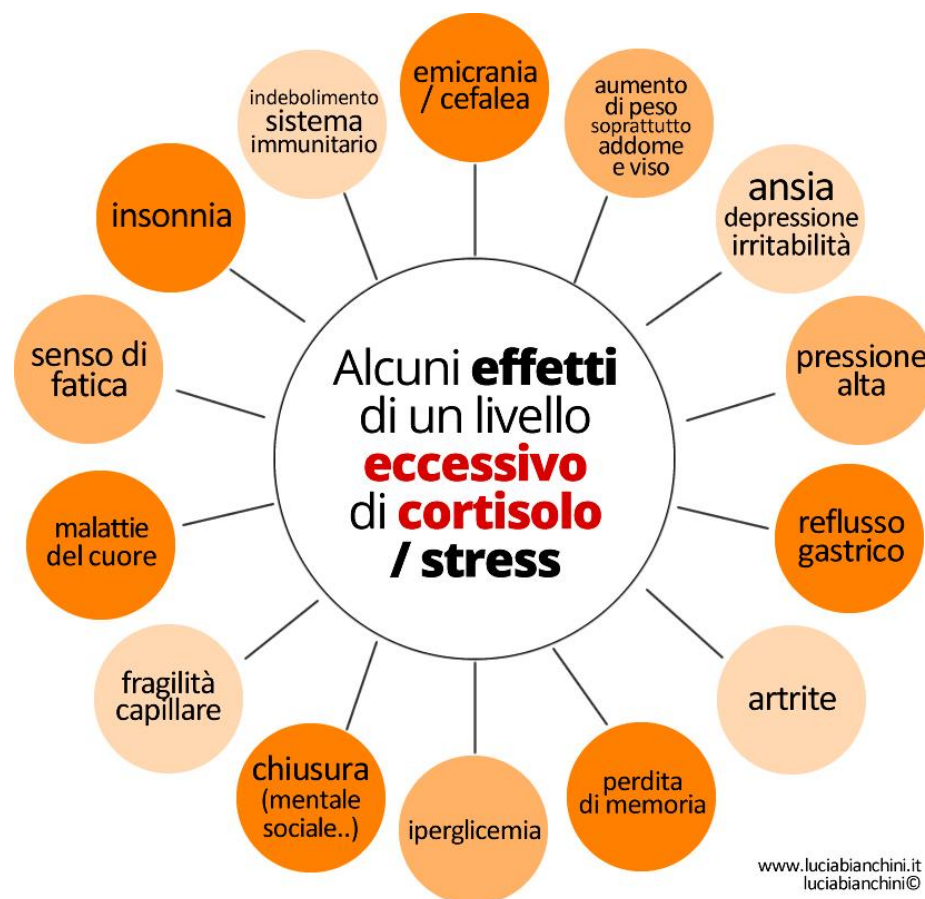 Alcuni effetti
di un livello
eccessivo
di cortisolo
/ stress
emicrania
/ cefalea
aumento
di peso
soprattutto
addome
e viso
ansia
depressione
irritabilità
pressione
alta
reflusso
gastrico
artrite
perdita
di memoria
iperglicemia
chiusura
(mentale
sociale..)
fragilità
capillare
malattie
del cuore
senso di
fatica
insonnia
indebolimento
sistema
immunitario
www.luciabianchini.it
luciabianchini©